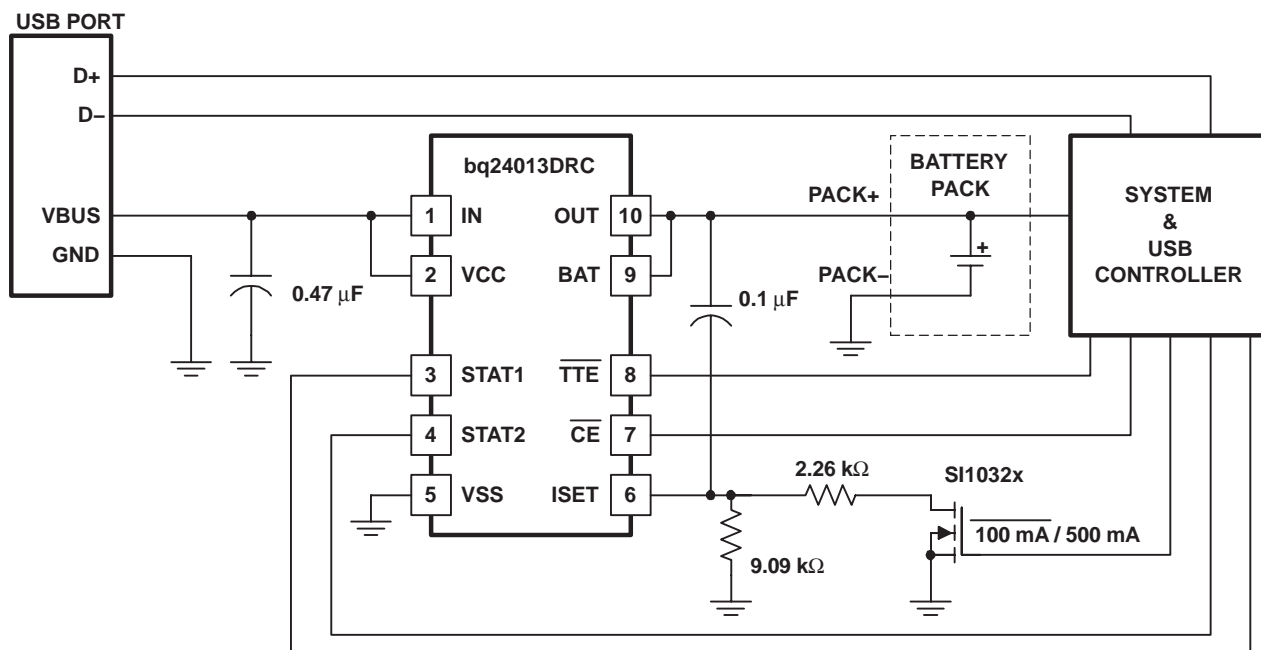 USB PORT
D+
D–
VBUS
GND
bq24013DRC
1 IN
2 VCC
3 STAT1
4 STAT2
5 VSS
OUT 10
BAT 9
TTE 8
CE 7
ISET 6
0.47 μF
0.1 μF
PACK+
PACK–
BATTERY
PACK
+
SYSTEM
&
USB
CONTROLLER
2.26 kΩ
9.09 kΩ
SI1032x
100 mA / 500 mA